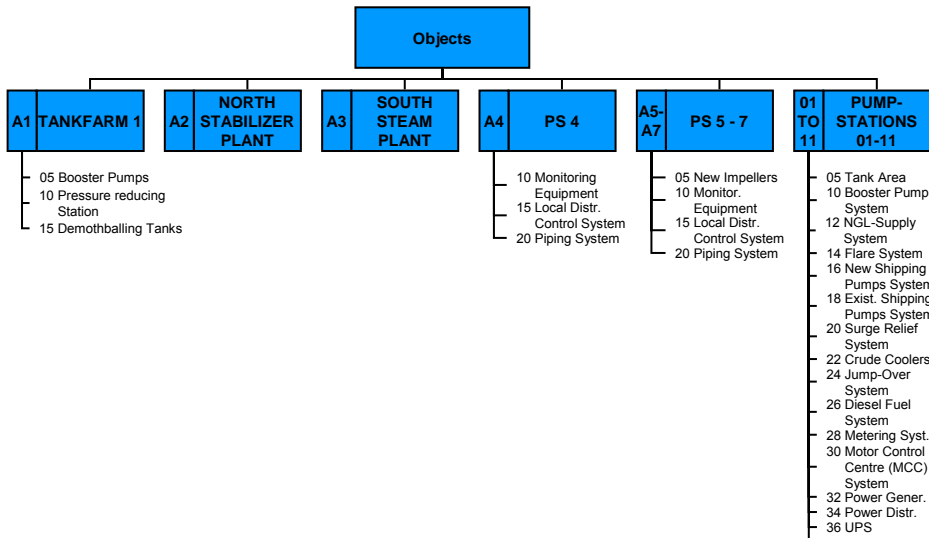 Objects
A1
TANKFARM 1
05 Booster Pumps
10 Pressure reducing
Station
15 Demothballing Tanks
A2
NORTH
STABILIZER
PLANT
A3
SOUTH
STEAM
PLANT
A4
PS 4
10 Monitoring
Equipment
15 Local Distr.
Control System
20 Piping System
A5-
A7
PS 5 - 7
05 New Impellers
10 Monitor.
Equipment
15 Local Distr.
Control System
20 Piping System
01
TO
11
PUMP-
STATIONS
01-11
05 Tank Area
10 Booster Pump
System
12 NGL-Supply
System
14 Flare System
16 New Shipping
Pumps System
18 Exist. Shipping
Pumps System
20 Surge Relief
System
22 Crude Coolers
24 Jump-Over
System
26 Diesel Fuel
System
28 Metering Syst.
30 Motor Control
Centre (MCC)
System
32 Power Gener.
34 Power Distr.
36 UPS